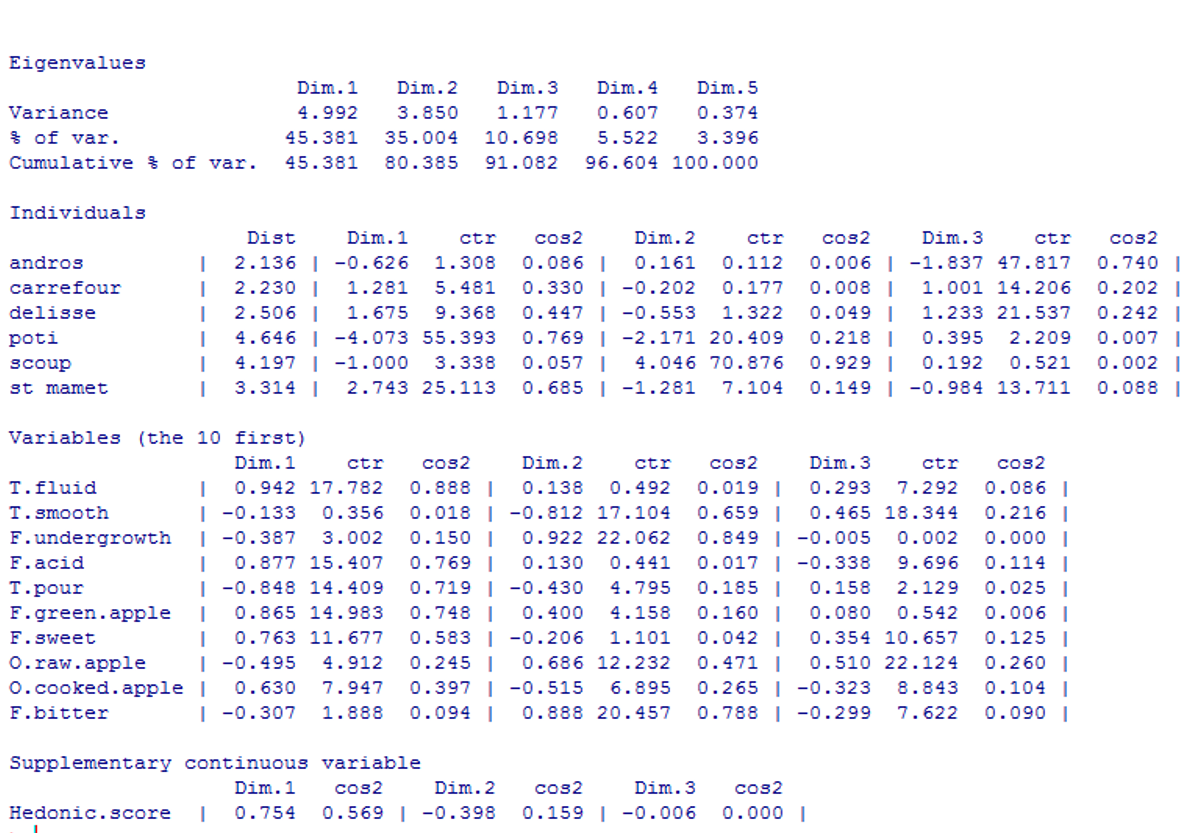 Eigenvalues
                       Dim.1   Dim.2   Dim.3   Dim.4   Dim.5
Variance               4.992   3.850   1.177   0.607   0.374
% of var.             45.381  35.004  10.698   5.522   3.396
Cumulative % of var.  45.381  80.385  91.082  96.604 100.000
Individuals
                   Dist    Dim.1    ctr   cos2    Dim.2    ctr   cos2    Dim.3    ctr   cos2
andros         |  2.136 | -0.626  1.308  0.086 |  0.161  0.112  0.006 | -1.837 47.817  0.740 |
carrefour      |  2.230 |  1.281  5.481  0.330 | -0.202  0.177  0.008 |  1.001 14.206  0.202 |
delisse        |  2.506 |  1.675  9.368  0.447 | -0.553  1.322  0.049 |  1.233 21.537  0.242 |
poti           |  4.646 | -4.073 55.393  0.769 | -2.171 20.409  0.218 |  0.395  2.209  0.007 |
scoup          |  4.197 | -1.000  3.338  0.057 |  4.046 70.876  0.929 |  0.192  0.521  0.002 |
st mamet       |  3.314 |  2.743 25.113  0.685 | -1.281  7.104  0.149 | -0.984 13.711  0.088 |
Variables (the 10 first)
                  Dim.1    ctr   cos2    Dim.2    ctr   cos2    Dim.3    ctr   cos2
T.fluid        |  0.942 17.782  0.888 |  0.138  0.492  0.019 |  0.293  7.292  0.086 |
T.smooth       | -0.133  0.356  0.018 | -0.812 17.104  0.659 |  0.465 18.344  0.216 |
F.undergrowth  | -0.387  3.002  0.150 |  0.922 22.062  0.849 | -0.005  0.002  0.000 |
F.acid         |  0.877 15.407  0.769 |  0.130  0.441  0.017 | -0.338  9.696  0.114 |
T.pour         | -0.848 14.409  0.719 | -0.430  4.795  0.185 |  0.158  2.129  0.025 |
F.green.apple  |  0.865 14.983  0.748 |  0.400  4.158  0.160 |  0.080  0.542  0.006 |
F.sweet        |  0.763 11.677  0.583 | -0.206  1.101  0.042 |  0.354 10.657  0.125 |
O.raw.apple    | -0.495  4.912  0.245 |  0.686 12.232  0.471 |  0.510 22.124  0.260 |
O.cooked.apple |  0.630  7.947  0.397 | -0.515  6.895  0.265 | -0.323  8.843  0.104 |
F.bitter       | -0.307  1.888  0.094 |  0.888 20.457  0.788 | -0.299  7.622  0.090 |
Supplementary continuous variable
                  Dim.1   cos2    Dim.2   cos2    Dim.3   cos2
Hedonic.score  |  0.754  0.569 | -0.398  0.159 | -0.006  0.000 |